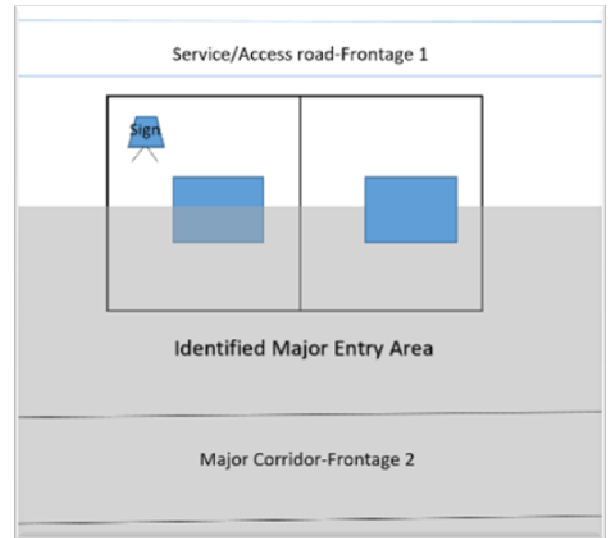 Service/Access road-Frontage 1
Sign
Identified Major Entry Area
Major Corridor-Frontage 2